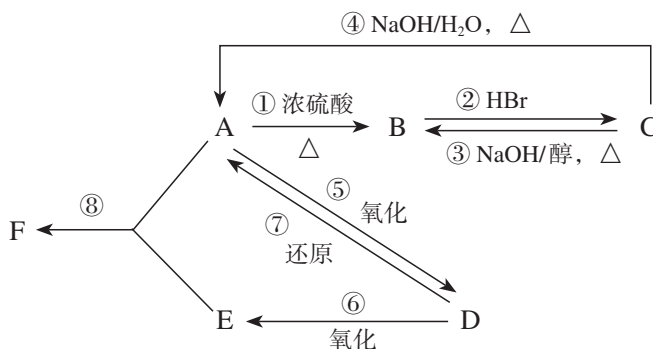 ④ NaOH/H₂O，△
① 浓硫酸
② HBr
A
B
C
△
③ NaOH/醇，△
⑤
氧化
⑧
⑦
还原
F
⑥
E
D
氧化